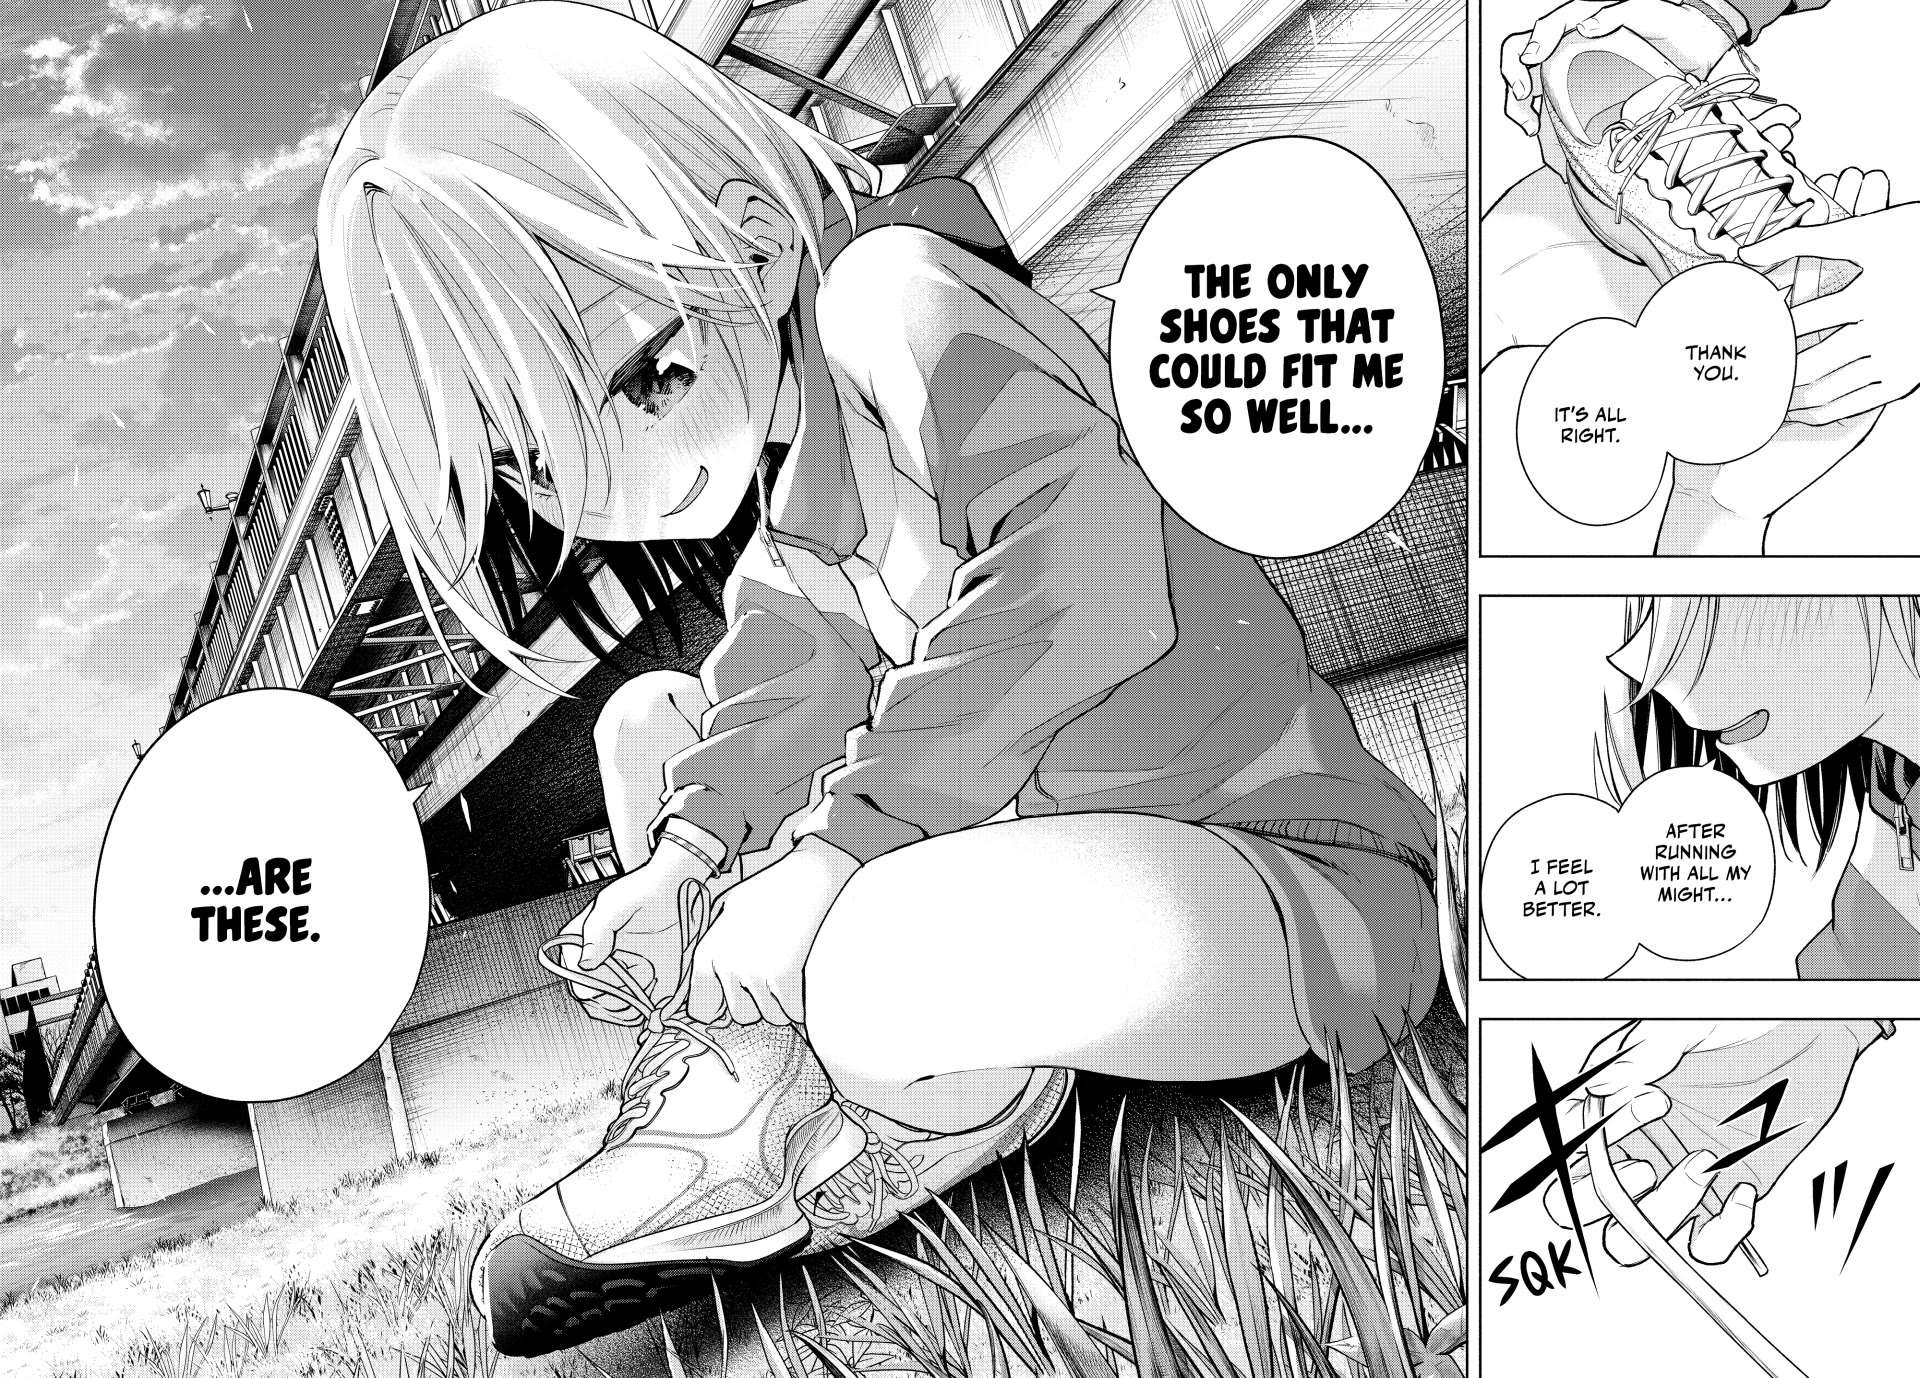 THANK
YOU.
IT'S ALL
RIGHT.
AFTER
RUNNING
WITH ALL MY
MIGHT...
I FEEL
A LOT
BETTER.
SQK
THE ONLY
SHOES THAT
COULD FIT ME
SO WELL...
...ARE
THESE.